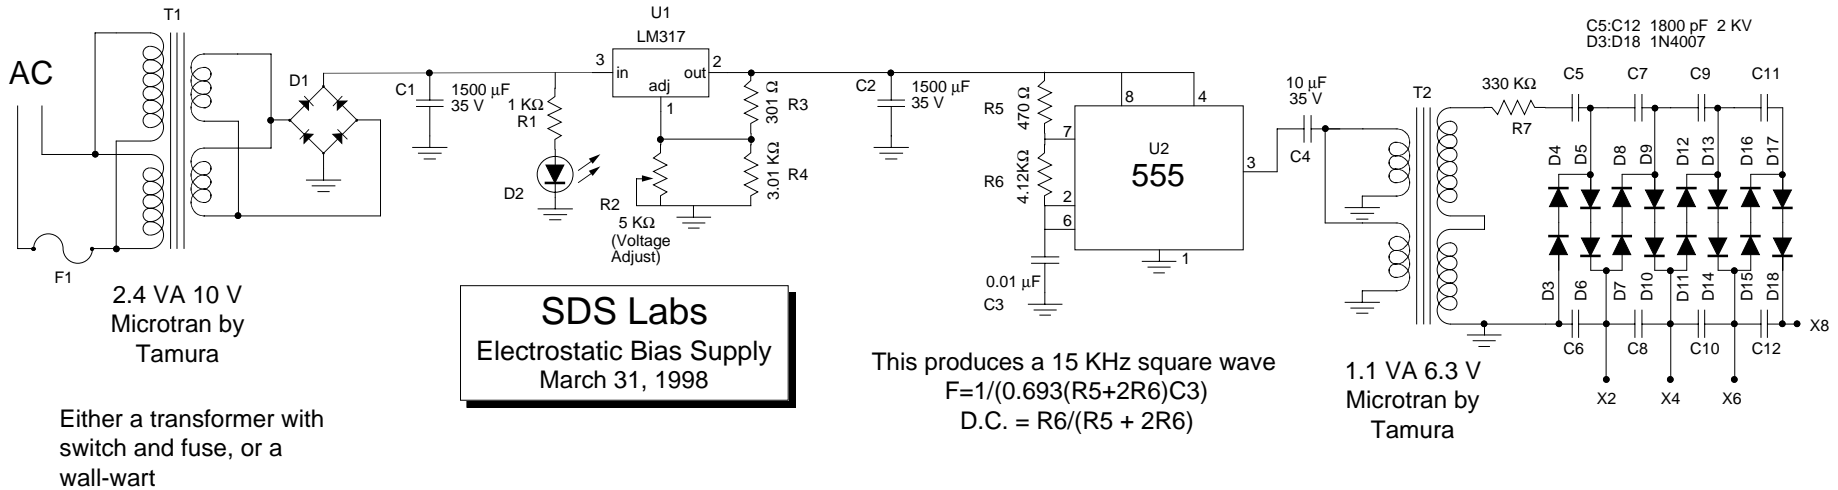 T1
AC
F1
2.4 VA 10 V
Microtran by
Tamura
Either a transformer with
switch and fuse, or a
wall-wart
D1
C1
1500 µF
35 V
1 KΩ
R1
D2
U1
LM317
3
in
out
2
adj
1
301 Ω
R3
3.01 KΩ
R4
R2
5 KΩ
(Voltage
Adjust)
SDS Labs
Electrostatic Bias Supply
March 31, 1998
C2
1500 µF
35 V
R5
470 Ω
R6
4.12KΩ
7
2
6
8
4
U2
555
3
1
0.01 µF
C3
This produces a 15 KHz square wave
F=1/(0.693(R5+2R6)C3)
D.C. = R6/(R5 + 2R6)
10 µF
35 V
C4
T2
1.1 VA 6.3 V
Microtran by
Tamura
C5:C12 1800 pF 2 KV
D3:D18 1N4007
330 KΩ
R7
C5
C7
C9
C11
D4
D5
D8
D9
D12
D13
D16
D17
D3
D6
D7
D10
D11
D14
D15
D18
C6
C8
C10
C12
X8
X2
X4
X6